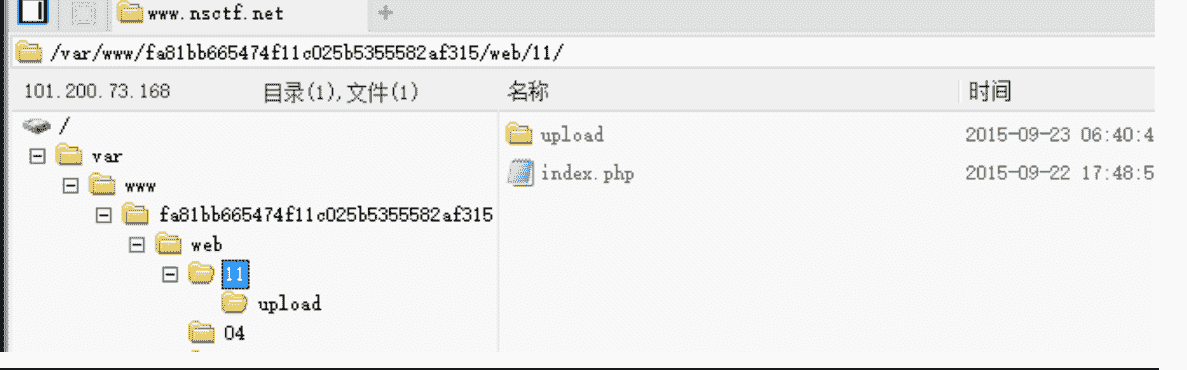 www.nsctf.net
/var/www/fa81bb665474f11c025b5355582af315/web/11/
101.200.73.168 目录(1),文件(1) 名称 时间
/
var
www
fa81bb665474f11c025b5355582af315
web
11
upload
04
upload 2015-09-23 06:40:4
index.php 2015-09-22 17:48:5